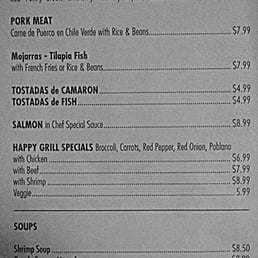 PORK MEAT
Carne de Puerco en Chile Verde with Rice & Beans $7.99
Mojarras - Tilapia Fish
with French Fries or Rice & Beans $7.99
TOSTADAS de CAMARON $4.99
TOSTADAS de FISH $4.99
SALMON in Chef Special Sauce $8.99
HAPPY GRILL SPECIALS Broccoli, Carrots, Red Pepper, Red Onion, Poblano
with Chicken $6.99
with Beef $7.99
with Shrimp $8.99
Veggie 5.99
SOUPS
Shrimp Soup $8.50